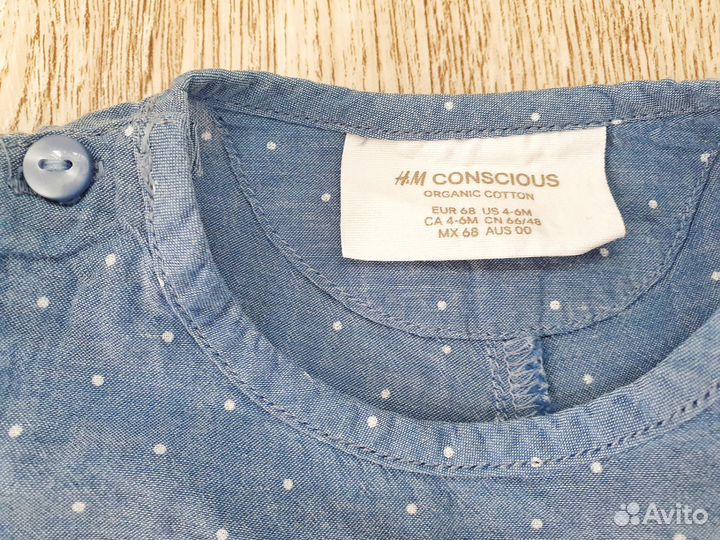 H&M CONSCIOUS
ORGANIC COTTON
EUR 68 US 4-6M
CA 4-6M CN 66/48
MX 68 AUS 00
Avito